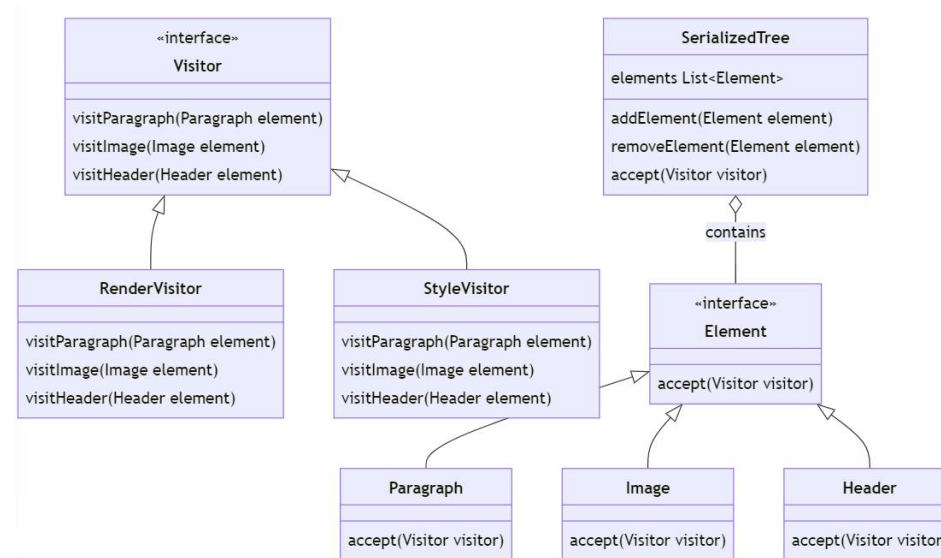 «interface»
Visitor
visitParagraph(Paragraph element)
visitImage(Image element)
visitHeader(Header element)
SerializedTree
elements List<Element>
addElement(Element element)
removeElement(Element element)
accept(Visitor visitor)
contains
RenderVisitor
visitParagraph(Paragraph element)
visitImage(Image element)
visitHeader(Header element)
StyleVisitor
visitParagraph(Paragraph element)
visitImage(Image element)
visitHeader(Header element)
«interface»
Element
accept(Visitor visitor)
Paragraph
accept(Visitor visitor)
Image
accept(Visitor visitor)
Header
accept(Visitor visitor